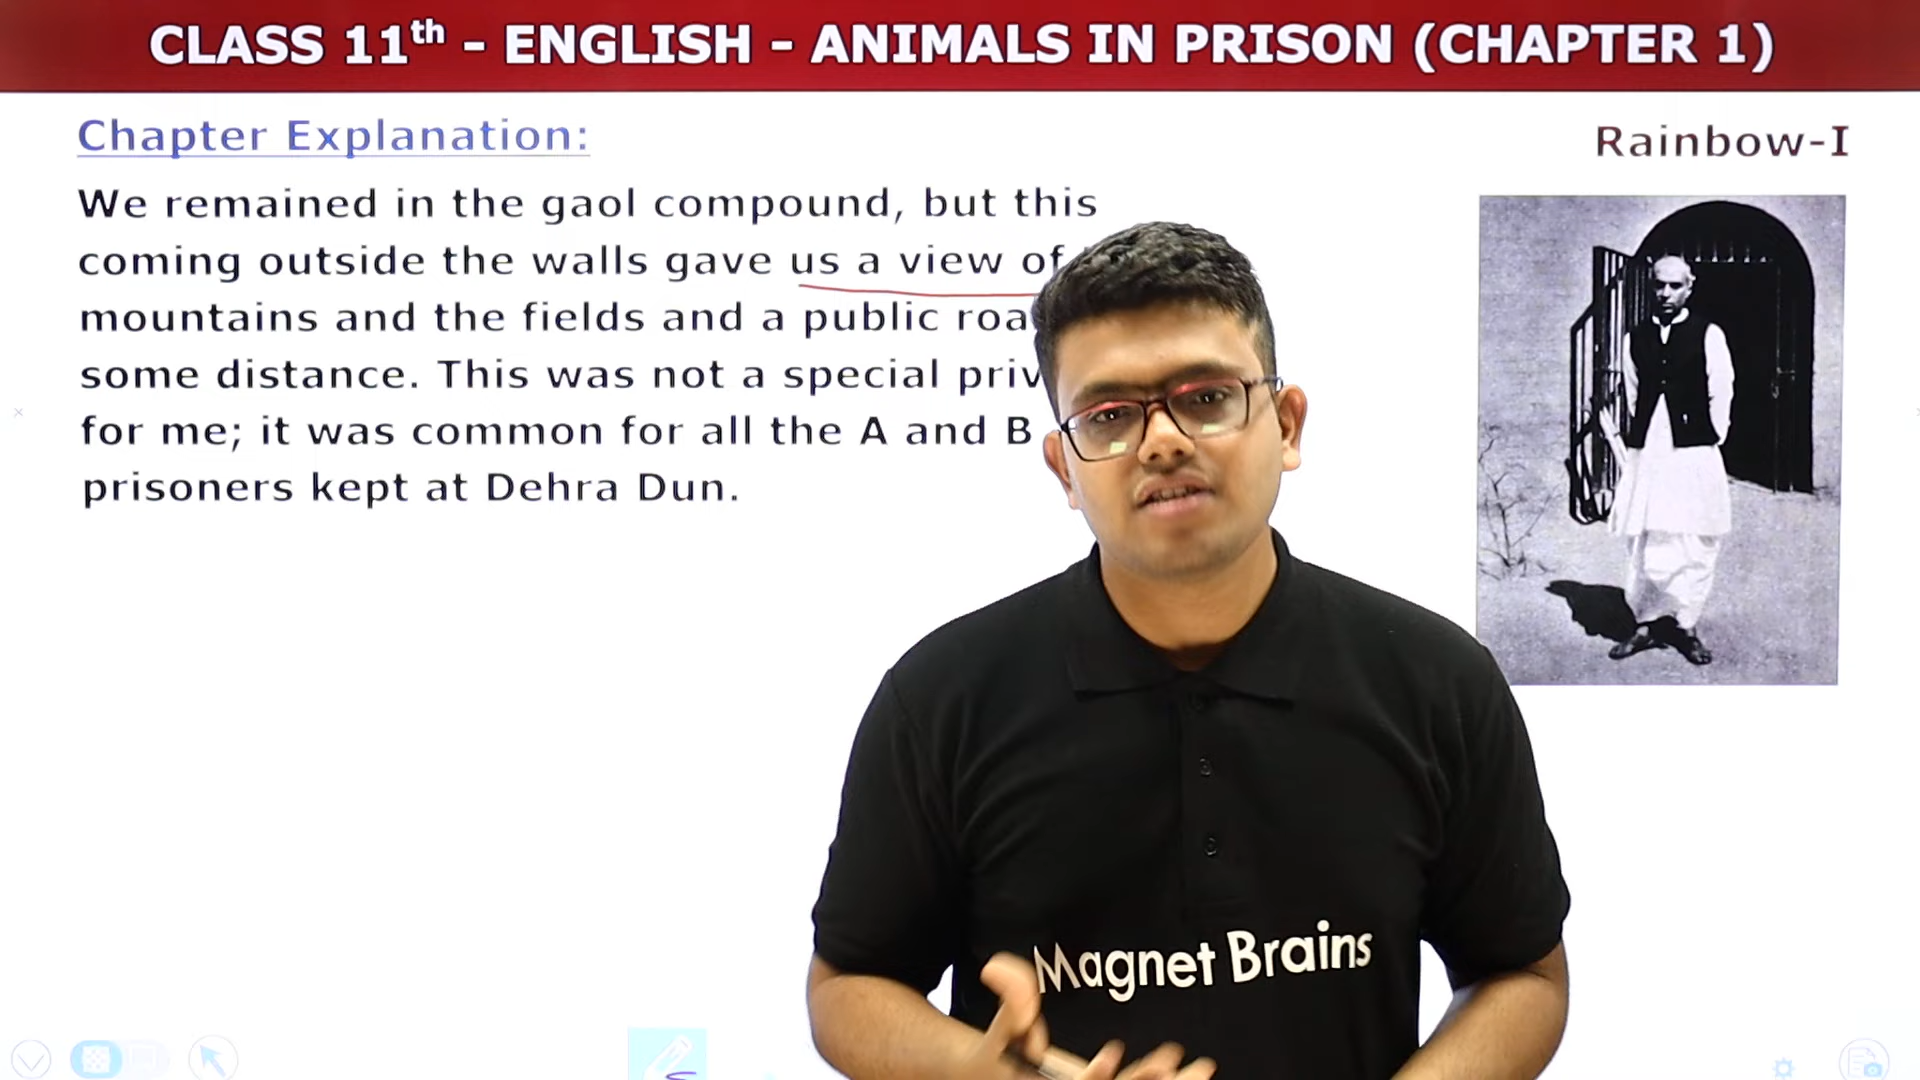 CLASS 11th - ENGLISH - ANIMALS IN PRISON (CHAPTER 1)
Chapter Explanation:
Rainbow-I
We remained in the gaol compound, but this
coming outside the walls gave us a view of
mountains and the fields and a public
some distance. This was not a special
for me; it was common for all the A and B
prisoners kept at Dehra Dun.
Magnet Brains